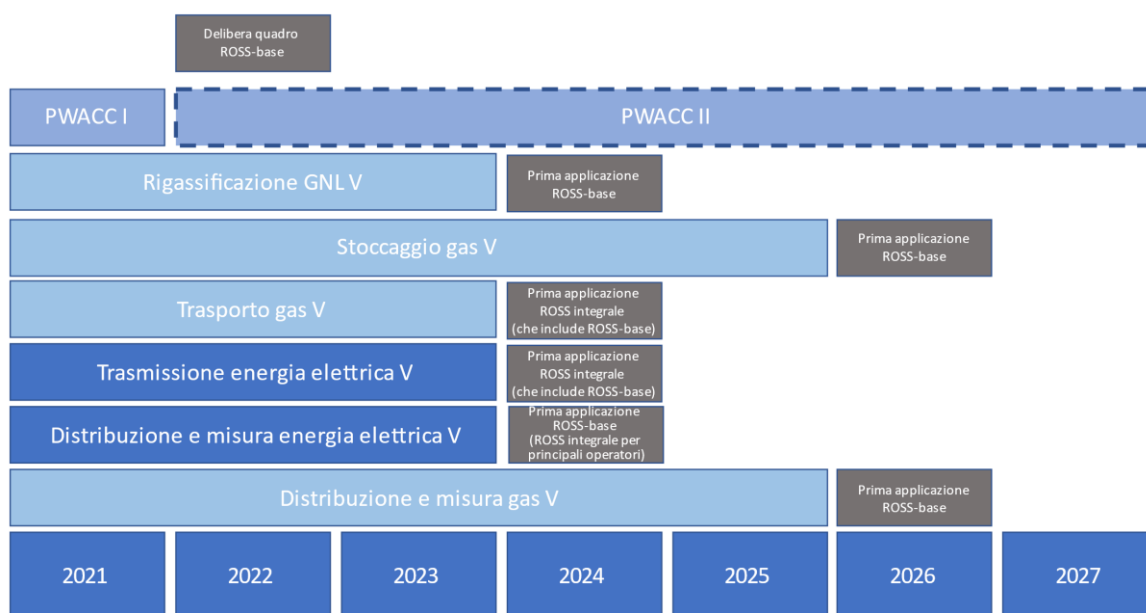 Delibera quadro
ROSS-base
PWACC I
PWACC II
Rigassificazione GNL V
Prima applicazione
ROSS-base
Stoccaggio gas V
Prima applicazione
ROSS-base
Trasporto gas V
Prima applicazione
ROSS integrale
(che include ROSS-base)
Trasmissione energia elettrica V
Prima applicazione
ROSS integrale
(che include ROSS-base)
Distribuzione e misura energia elettrica V
Prima applicazione
ROSS-base
(ROSS integrale per
principali operatori)
Distribuzione e misura gas V
Prima applicazione
ROSS-base
2021
2022
2023
2024
2025
2026
2027